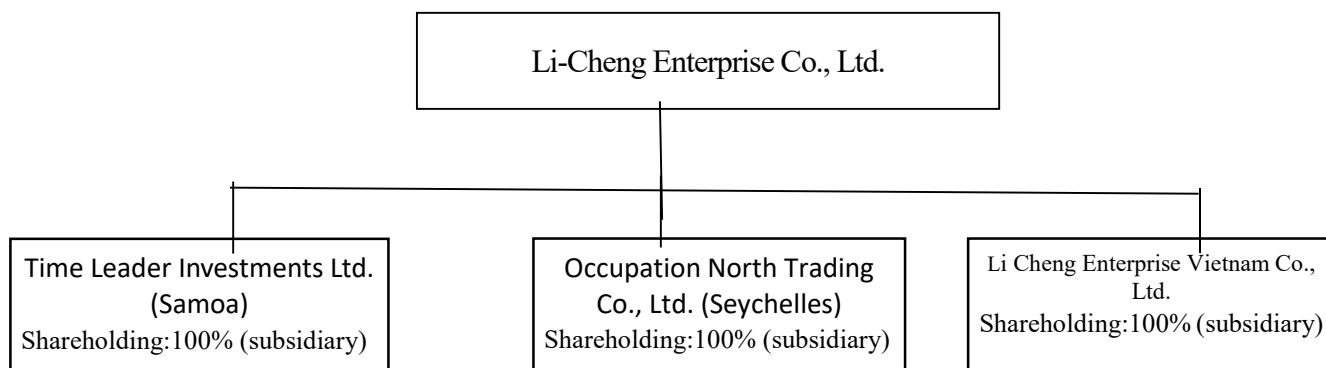 Li-Cheng Enterprise Co., Ltd.
Time Leader Investments Ltd.
(Samoa)
Shareholding:100% (subsidiary)
Occupation North Trading
Co., Ltd. (Seychelles)
Shareholding:100% (subsidiary)
Li Cheng Enterprise Vietnam Co.,
Ltd.
Shareholding:100% (subsidiary)